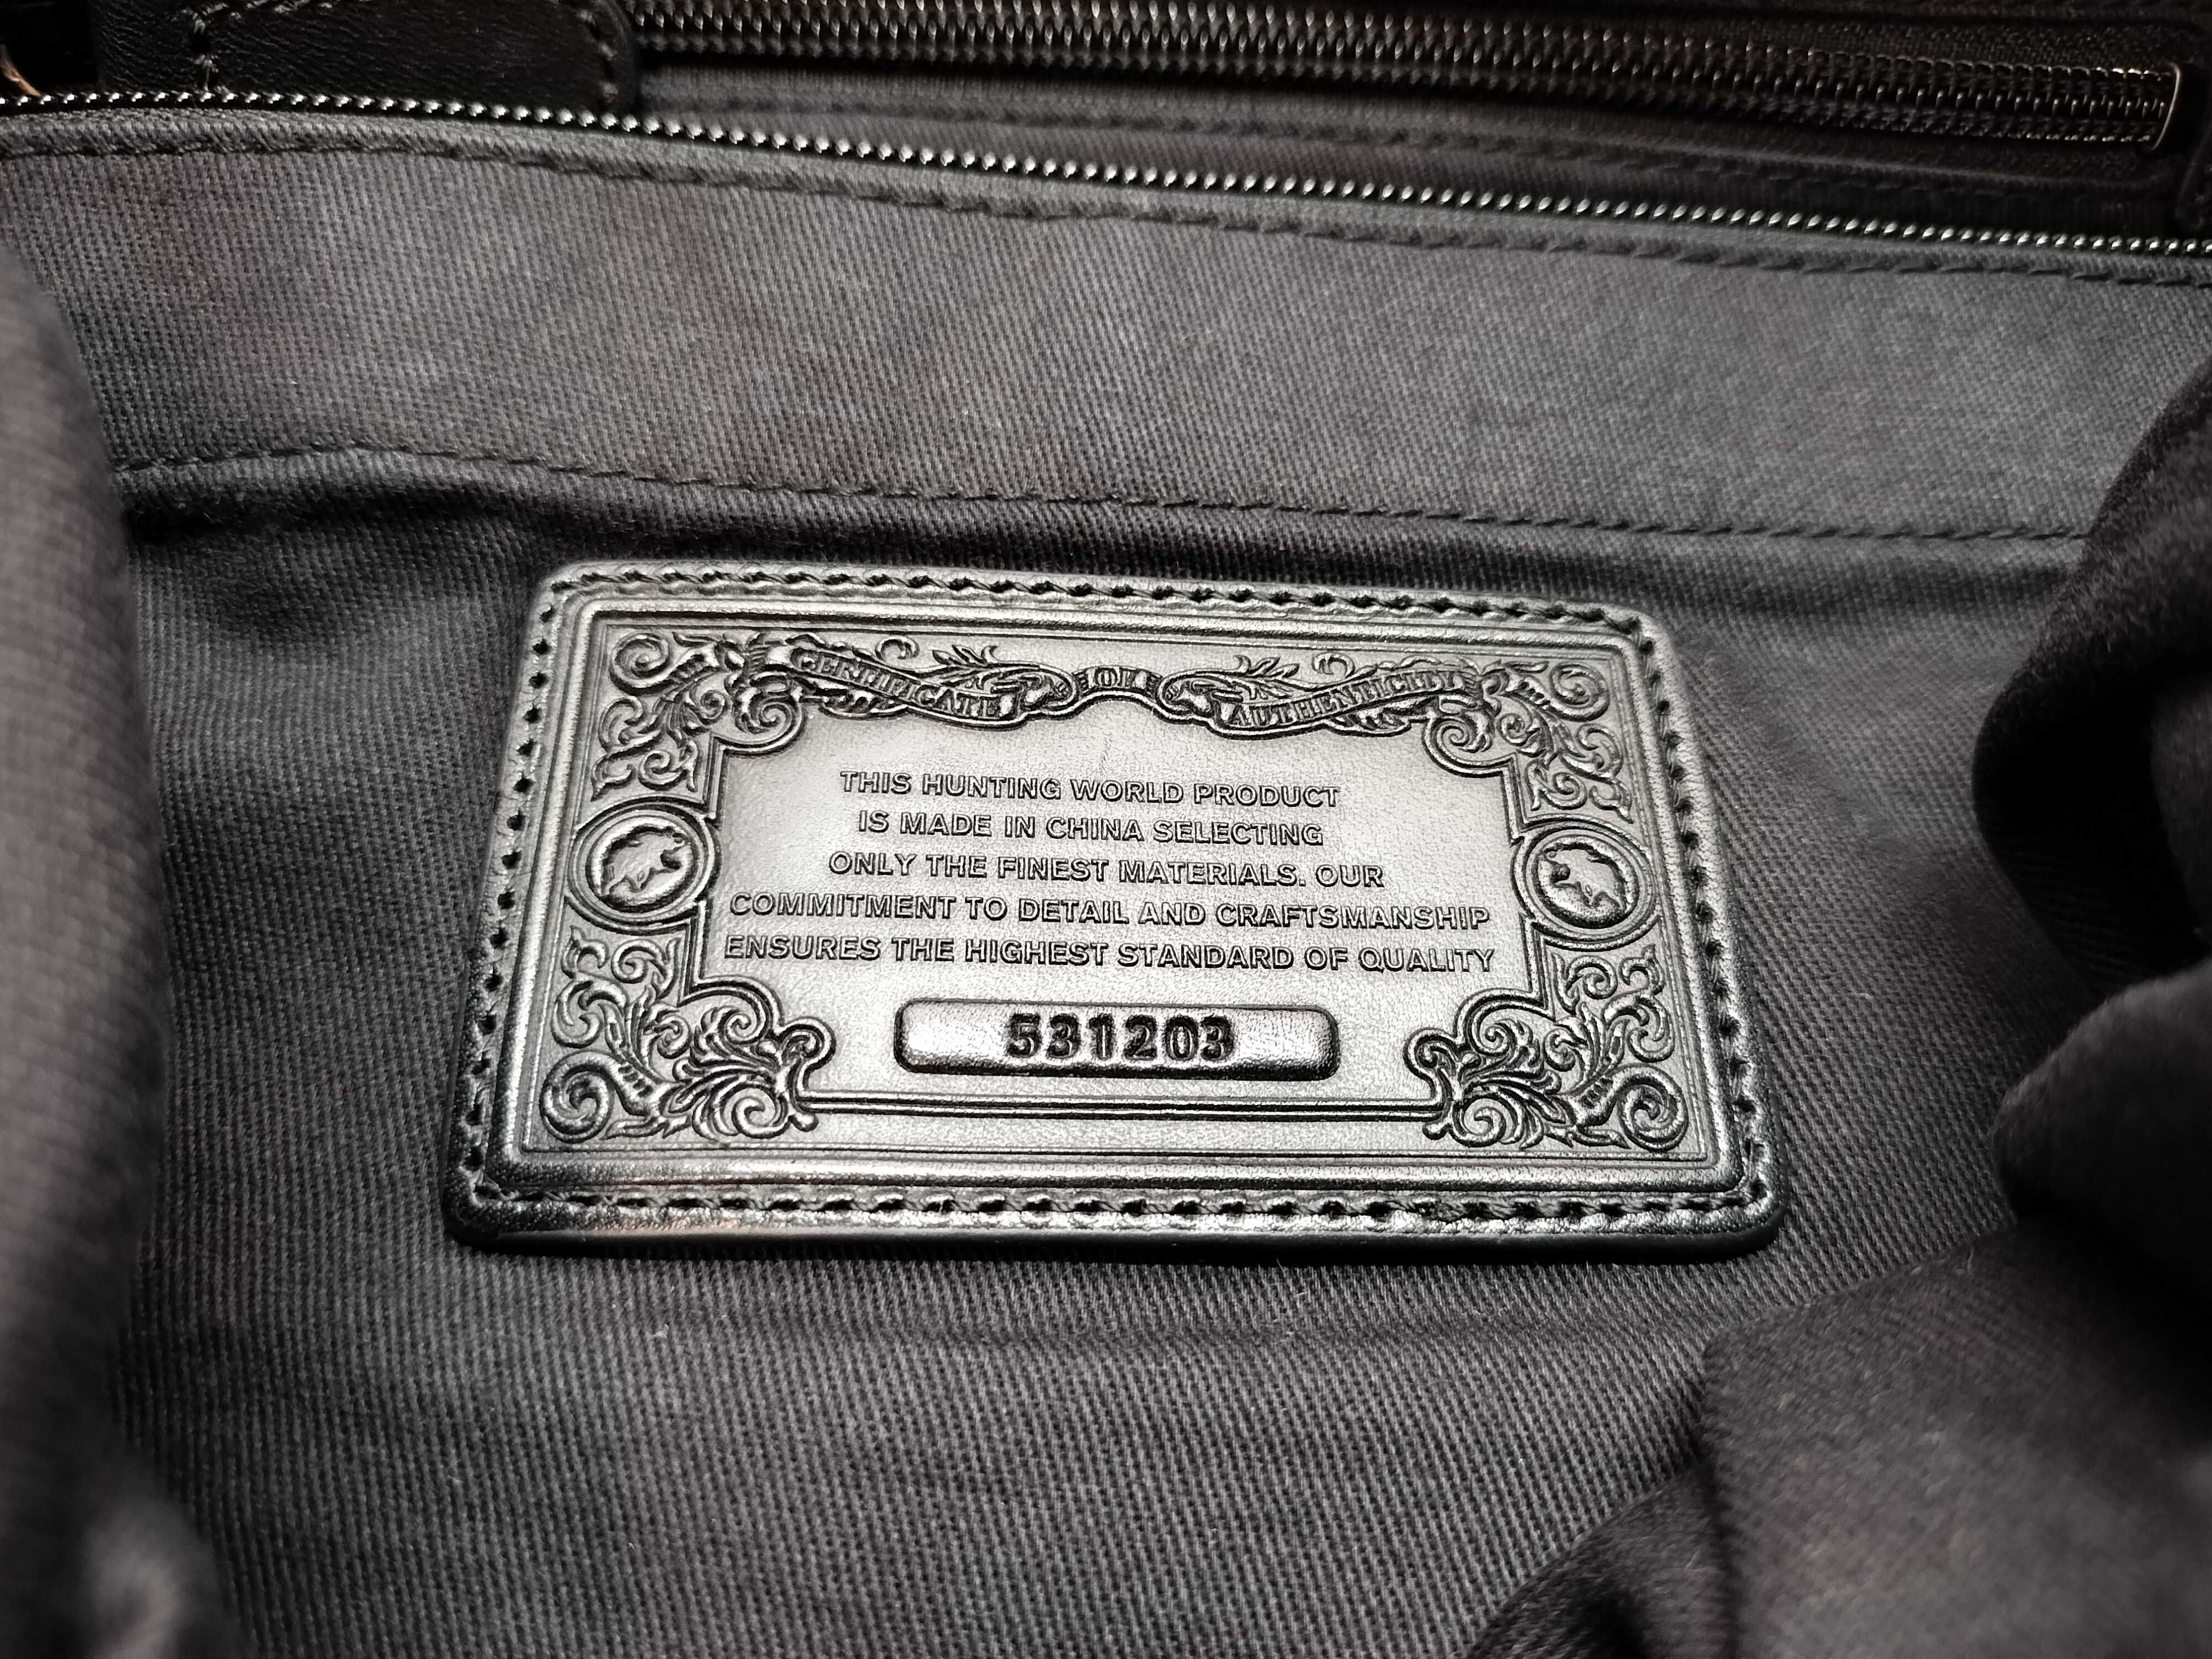 CERTIFICATE OF AUTHENTICITY
THIS HUNTING WORLD PRODUCT
IS MADE IN CHINA SELECTING
ONLY THE FINEST MATERIALS. OUR
COMMITMENT TO DETAIL AND CRAFTSMANSHIP
ENSURES THE HIGHEST STANDARD OF QUALITY
531203